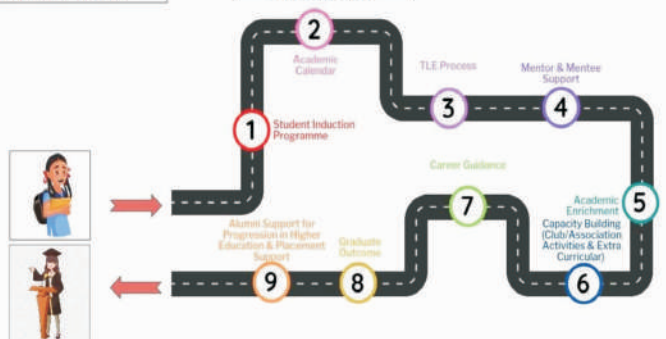 1
Student Induction
Programme
2
Academic
Calendar
TLE Process
3
Mentor & Mentee
Support
4
5
Academic
Enrichment
Capacity Building
(Club/Association
Activities & Extra
Curricular)
6
Career Guidance
7
Graduate
Outcome
8
Alumni Support for
Progression in Higher
Education & Placement
Support
9